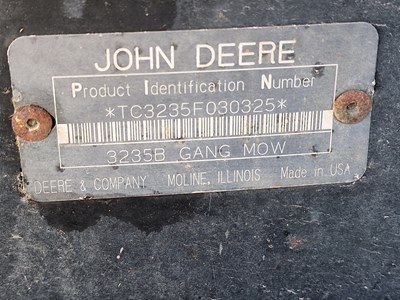 JOHN DEERE
Product Identification Number
*TC3235F030325*
3235B GANG MOW
DEERE & COMPANY MOLINE, ILLINOIS Made in USA